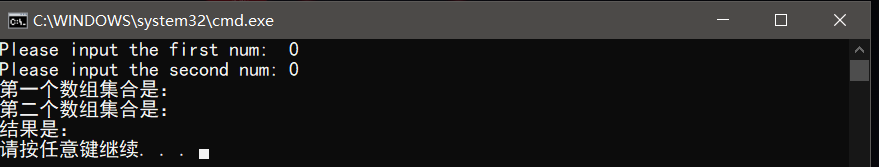 C:\WINDOWS\system32\cmd.exe
Please input the first num:  0
Please input the second num: 0
第一个数组集合是:
第二个数组集合是:
结果是:
请按任意键继续. . .